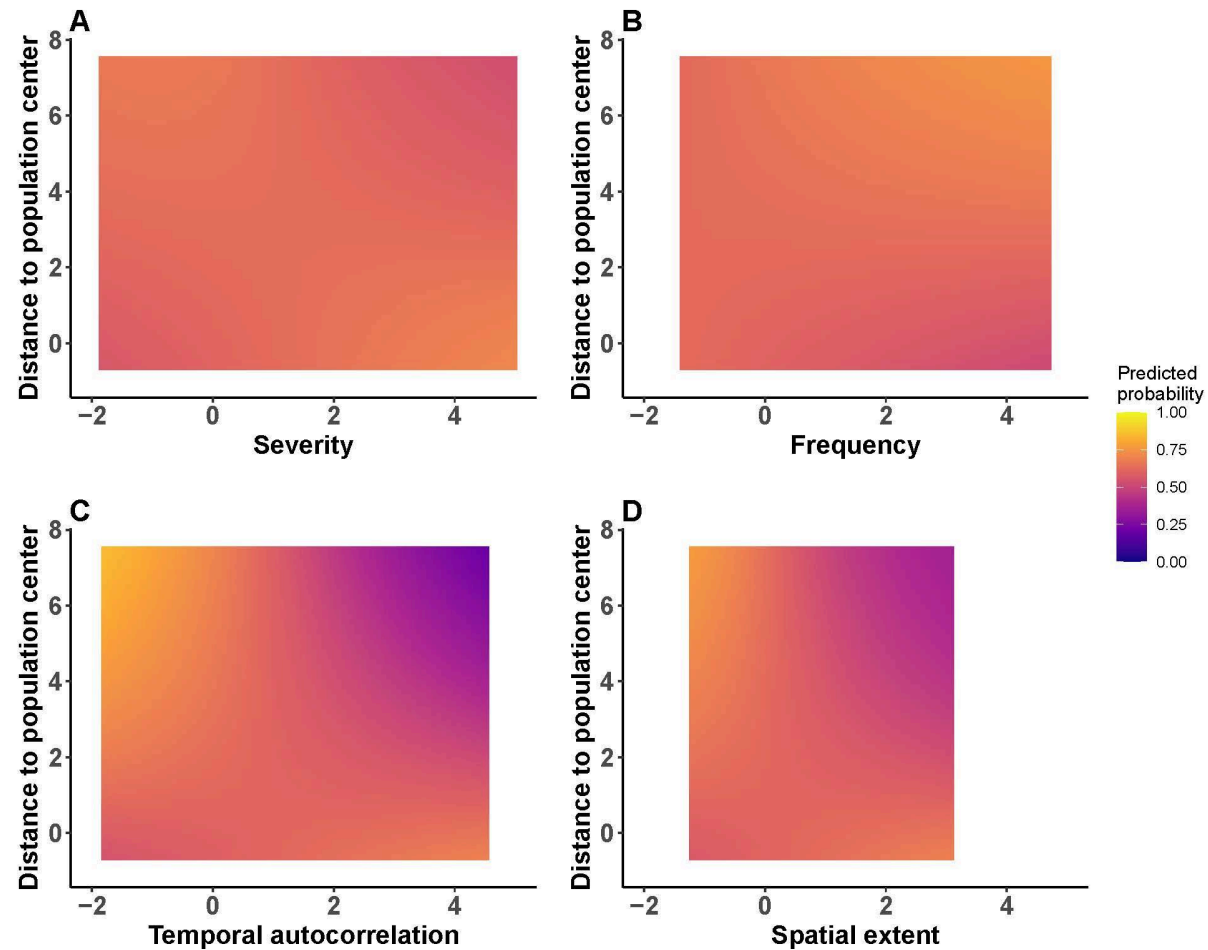 A
Distance to population center
8
6
4
2
0
−2 0 2 4
Severity
B
Distance to population center
8
6
4
2
0
−2 0 2 4
Frequency
Predicted
probability
1.00
0.75
0.50
0.25
0.00
C
Distance to population center
8
6
4
2
0
−2 0 2 4
Temporal autocorrelation
D
Distance to population center
8
6
4
2
0
−2 0 2 4
Spatial extent